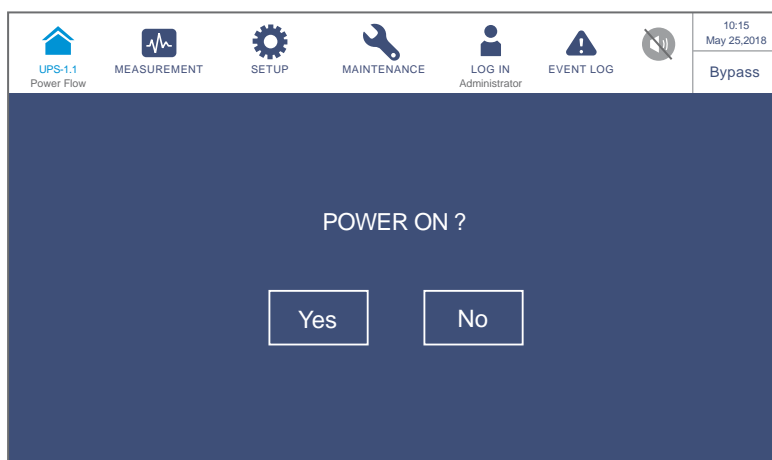 UPS-1.1
Power Flow
MEASUREMENT
SETUP
MAINTENANCE
LOG IN
Administrator
EVENT LOG
10:15
May 25,2018
Bypass
POWER ON ?
Yes
No